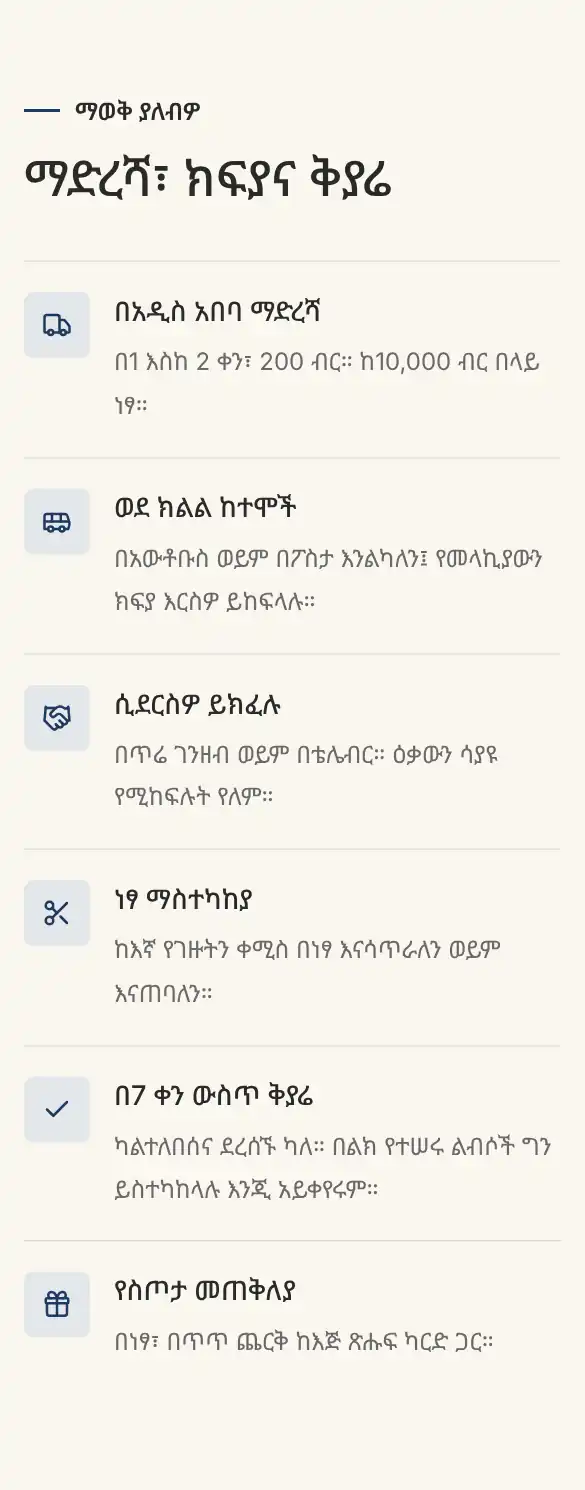 ማወቅ ያለብዎ
ማድረሻ፣ ክፍያና ቅያሬ
በአዲስ አበባ ማድረሻ
በ1 እስከ 2 ቀን፣ 200 ብር። ከ10,000 ብር በላይ
ነፃ።
ወደ ክልል ከተሞች
በአውቶቡስ ወይም በፖስታ እንልካለን፤ የመላኪያውን
ክፍያ እርስዎ ይከፍላሉ።
ሲደርስዎ ይክፈሉ
በጥሬ ገንዘብ ወይም በቴሌብር። ዕቃውን ሳያዩ
የሚከፍሉት የለም።
ነፃ ማስተካከያ
ከእኛ የገዙትን ቀሚስ በነፃ እናሳጥራለን ወይም
እናጠባለን።
በ7 ቀን ውስጥ ቅያሬ
ካልተለበሰና ደረሰኙ ካለ። በልክ የተሠሩ ልብሶች ግን
ይስተካከላሉ እንጂ አይቀየሩም።
የስጦታ መጠቅለያ
በነፃ፣ በጥጥ ጨርቅ ከእጅ ጽሑፍ ካርድ ጋር።